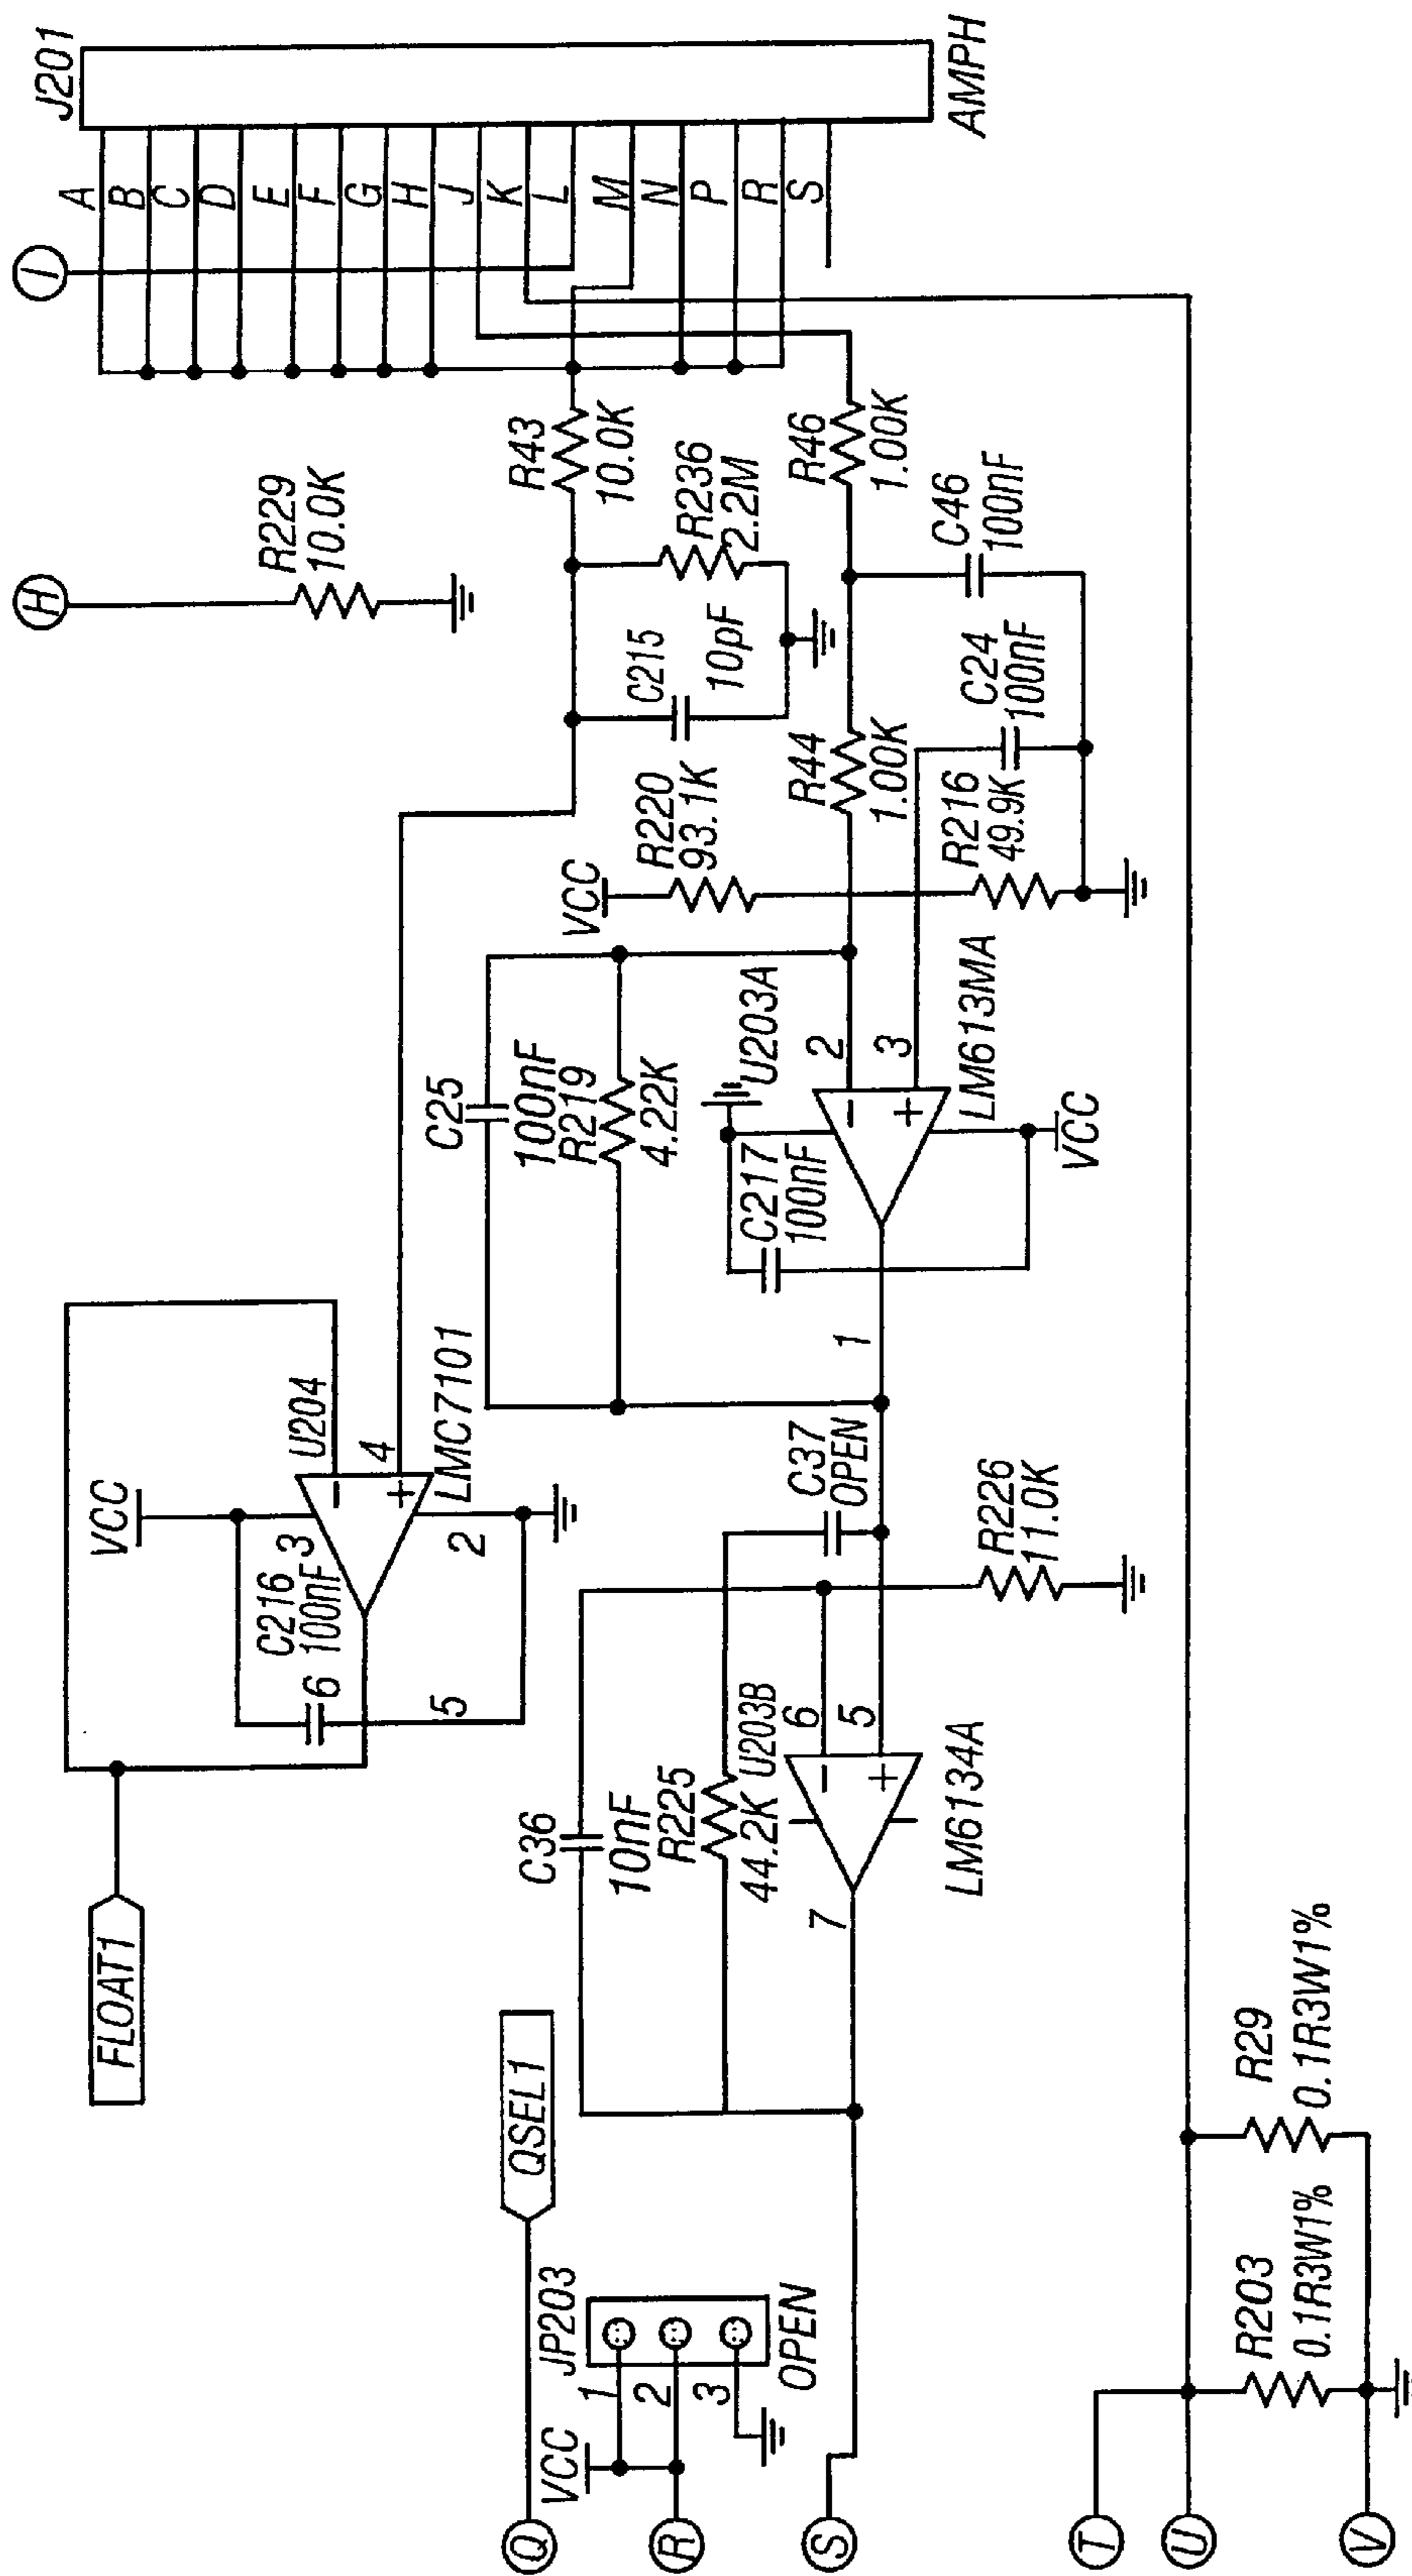 J201
A
B
C
D
E
F
G
H
J
K
L
M
N
P
R
S
AMPH
I
H
R229
10.0K
R43
10.0K
R236
2.2M
C215
10pF
R46
1.00K
C46
100nF
R44
1.00K
C24
100nF
R220
93.1K
VCC
R216
49.9K
C25
100nF
R219
4.22K
U203A
2
3
−
+
LM613MA
C217
100nF
VCC
1
U204
4
−
+
LMC7101
VCC
3
2
C216
100nF
6
5
FLOAT1
C37
OPEN
R226
11.0K
C36
10nF
R225
44.2K
U203B
6
5
−
+
7
LM6134A
QSEL1
JP203
1
2
3
OPEN
VCC
Q
R
S
T
U
V
R29
0.1R3W1%
R203
0.1R3W1%